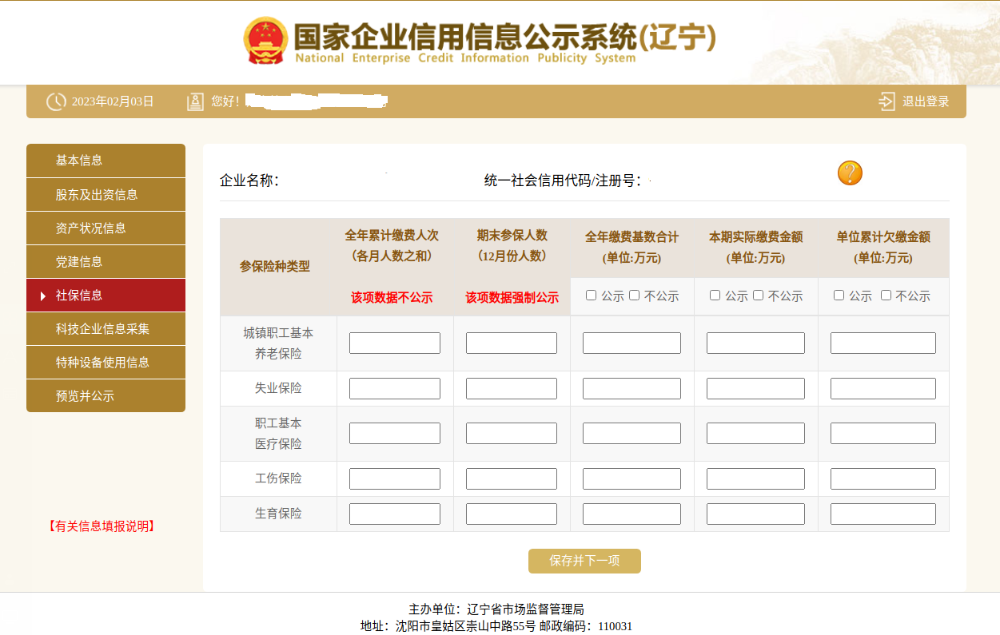 国家企业信用信息公示系统(辽宁)
National Enterprise Credit Information Publicity System
2023年02月03日
您好！
退出登录
基本信息
股东及出资信息
资产状况信息
党建信息
社保信息
科技企业信息采集
特种设备使用信息
预览并公示
【有关信息填报说明】
企业名称：
统一社会信用代码/注册号：
参保险种类型
全年累计缴费人次
（各月人数之和）
该项数据不公示
期末参保人数
（12月份人数）
该项数据强制公示
全年缴费基数合计
(单位:万元)
公示 不公示
本期实际缴费金额
(单位:万元)
公示 不公示
单位累计欠缴金额
(单位:万元)
公示 不公示
城镇职工基本
养老保险
失业保险
职工基本
医疗保险
工伤保险
生育保险
保存并下一项
主办单位：辽宁省市场监督管理局
地址：沈阳市皇姑区崇山中路55号 邮政编码：110031